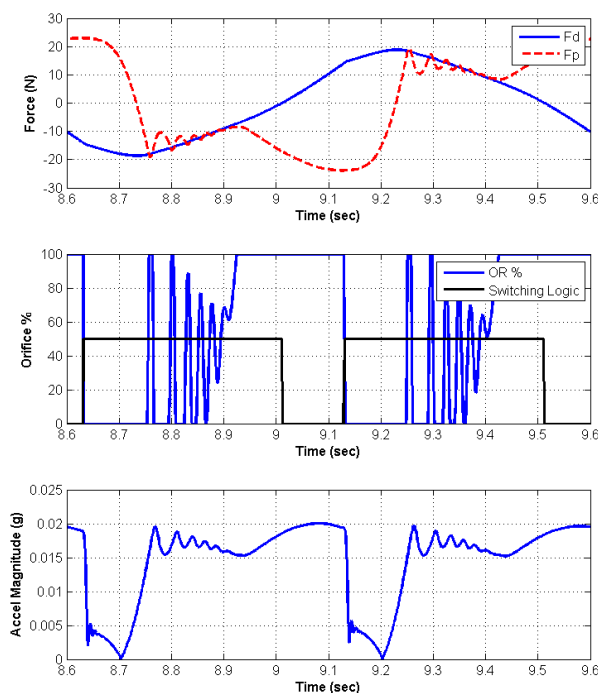 30
20
10
0
-10
-20
-30
Force (N)
Fd
Fp
8.6 8.7 8.8 8.9 9 9.1 9.2 9.3 9.4 9.5 9.6
Time (sec)
100
80
60
40
20
0
Orifice %
OR %
Switching Logic
8.6 8.7 8.8 8.9 9 9.1 9.2 9.3 9.4 9.5 9.6
Time (sec)
0.025
0.02
0.015
0.01
0.005
0
Accel Magnitude (g)
8.6 8.7 8.8 8.9 9 9.1 9.2 9.3 9.4 9.5 9.6
Time (sec)